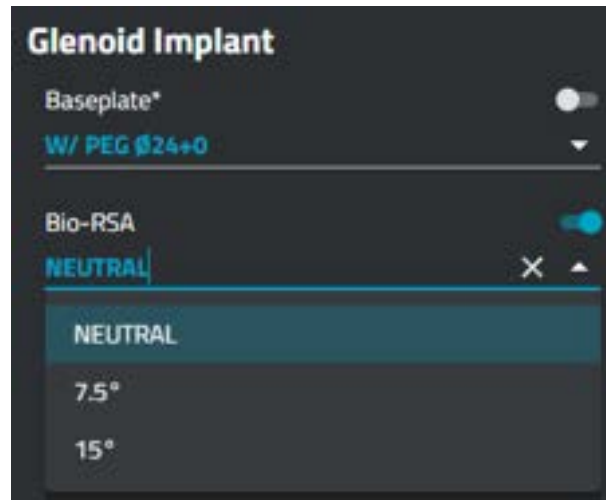 Glenoid Implant
Baseplate*
W/ PEG Ø24+0
Bio-RSA
NEUTRAL
NEUTRAL
7.5°
15°